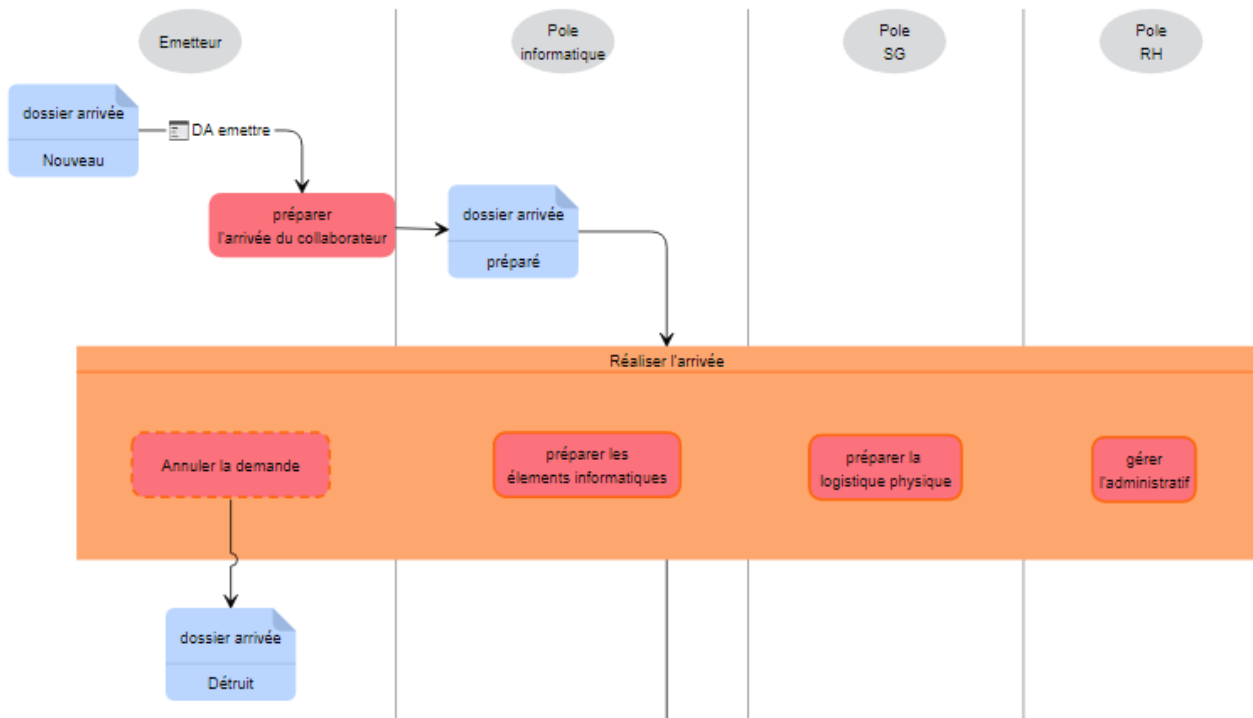 Emetteur
Pole
informatique
Pole
SG
Pole
RH
dossier arrivée
Nouveau
DA emettre
préparer
l'arrivée du collaborateur
dossier arrivée
préparé
Réaliser l'arrivée
Annuler la demande
préparer les
élements informatiques
préparer la
logistique physique
gérer
l'administratif
dossier arrivée
Détruit